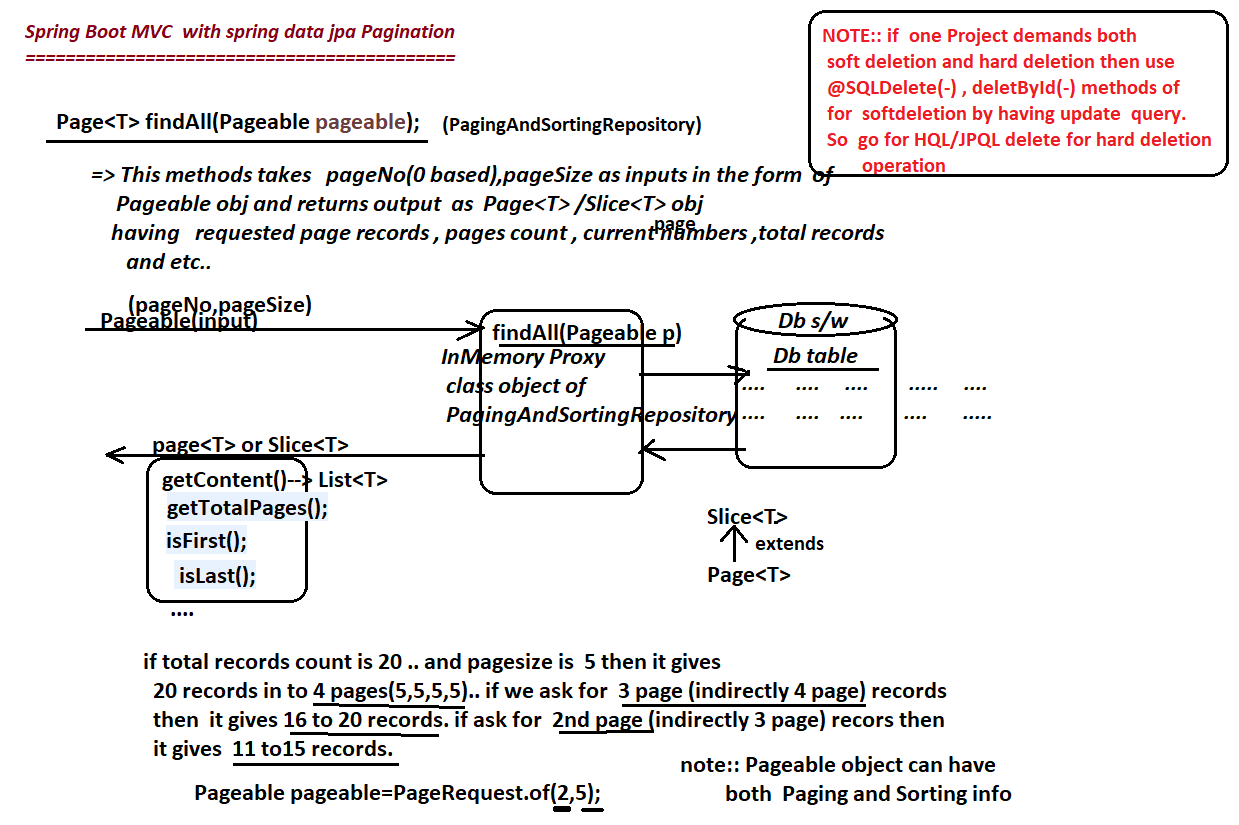 Spring Boot MVC with spring data jpa Pagination
===========================================
NOTE:: if one Project demands both
soft deletion and hard deletion then use
@SQLDelete(-) , deletById(-) methods of
for softdeletion by having update query.
So go for HQL/JPQL delete for hard deletion
operation
Page<T> findAll(Pageable pageable); (PagingAndSortingRepository)
=> This methods takes pageNo(0 based),pageSize as inputs in the form of
Pageable obj and returns output as Page<T> /Slice<T> obj
page
having requested page records , pages count , current numbers ,total records
and etc..
(pageNo,pageSize)
Pageable(input)
findAll(Pageable p)
InMemory Proxy
class object of
PagingAndSortingRepository
Db s/w
Db table
.... .... .... ..... ....
.... .... .... .... .....
page<T> or Slice<T>
getContent()--> List<T>
getTotalPages();
isFirst();
isLast();
....
Slice<T>
extends
Page<T>
if total records count is 20 .. and pagesize is 5 then it gives
20 records in to 4 pages(5,5,5,5).. if we ask for 3 page (indirectly 4 page) records
then it gives 16 to 20 records. if ask for 2nd page (indirectly 3 page) recors then
it gives 11 to15 records.
Pageable pageable=PageRequest.of(2,5);
note:: Pageable object can have
both Paging and Sorting info